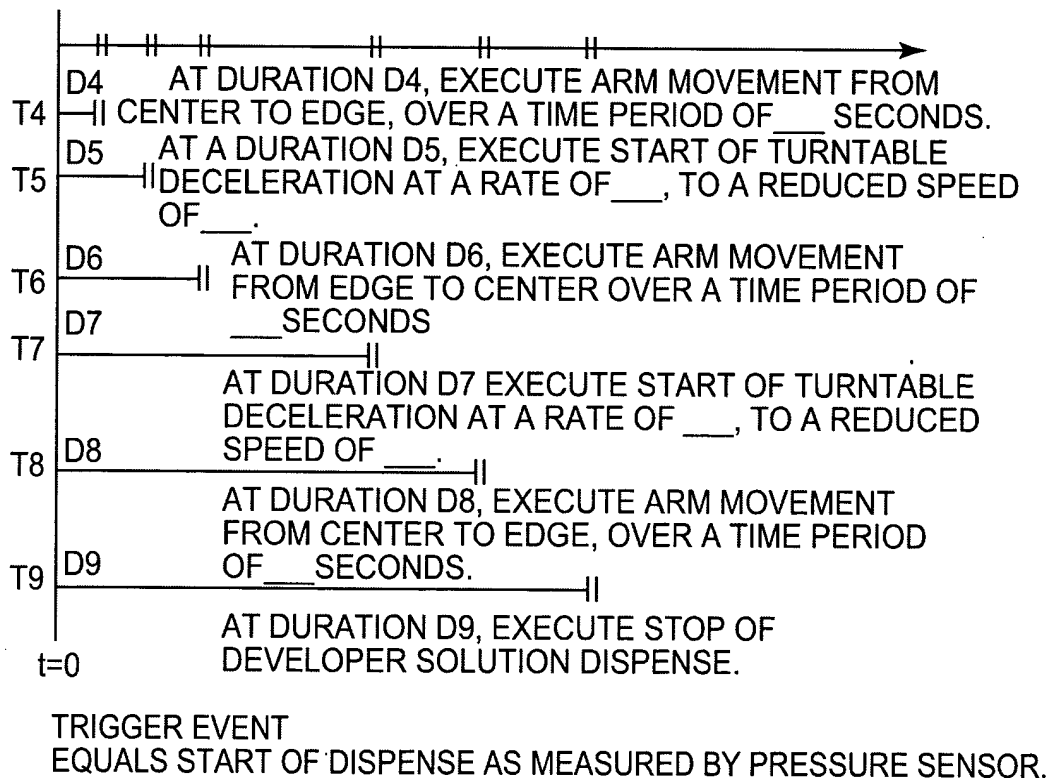 D4 AT DURATION D4, EXECUTE ARM MOVEMENT FROM
T4 CENTER TO EDGE, OVER A TIME PERIOD OF___ SECONDS.
D5 AT A DURATION D5, EXECUTE START OF TURNTABLE
T5 DECELERATION AT A RATE OF___, TO A REDUCED SPEED
OF___.
D6 AT DURATION D6, EXECUTE ARM MOVEMENT
T6 FROM EDGE TO CENTER OVER A TIME PERIOD OF
D7 ___SECONDS
T7
AT DURATION D7 EXECUTE START OF TURNTABLE
DECELERATION AT A RATE OF ___, TO A REDUCED
T8 D8 SPEED OF ___.
AT DURATION D8, EXECUTE ARM MOVEMENT
FROM CENTER TO EDGE, OVER A TIME PERIOD
T9 D9 OF___SECONDS.
AT DURATION D9, EXECUTE STOP OF
DEVELOPER SOLUTION DISPENSE.
t=0
TRIGGER EVENT
EQUALS START OF DISPENSE AS MEASURED BY PRESSURE SENSOR.